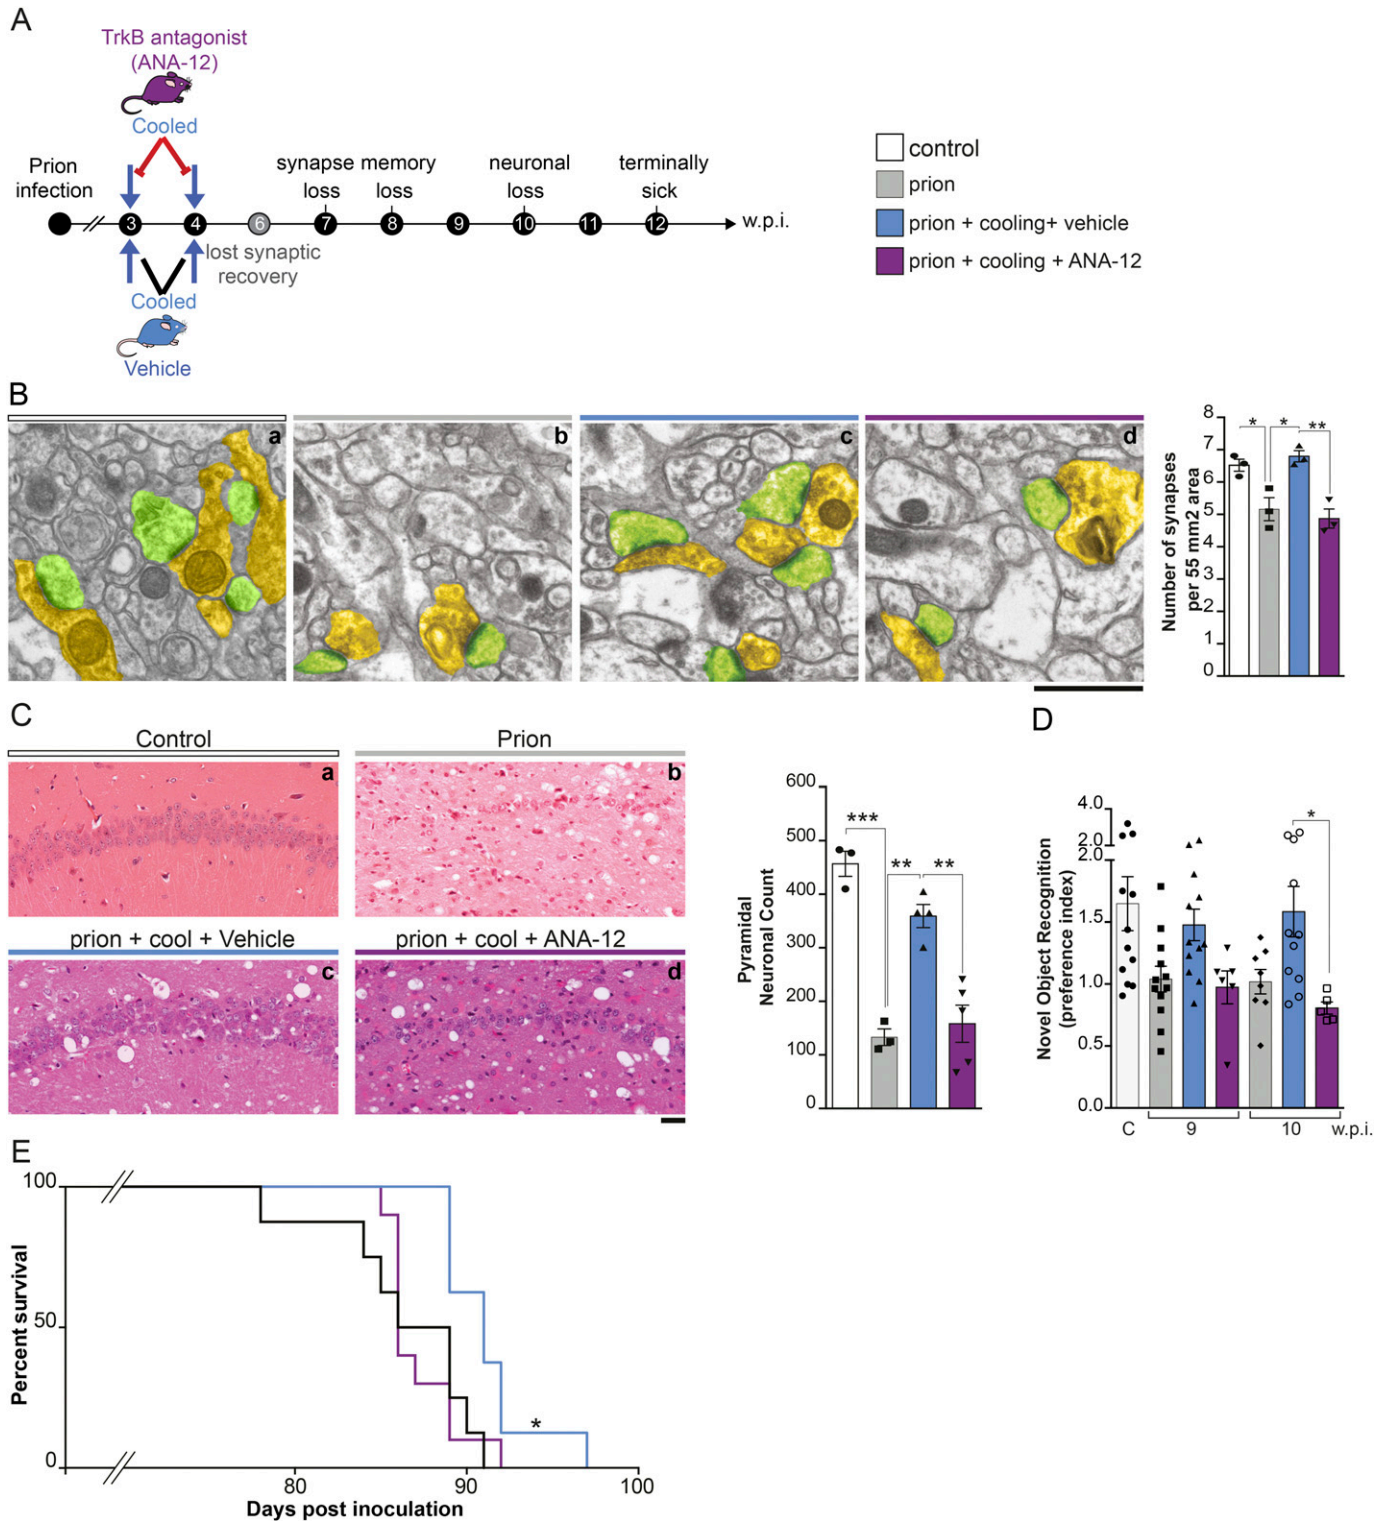 A
TrkB antagonist
(ANA-12)
Cooled
Prion
infection
synapse memory
loss
loss
neuronal
loss
terminally
sick
3
4
6
7
8
9
10
11
12
w.p.i.
lost synaptic
recovery
Cooled
Vehicle
control
prion
prion + cooling+ vehicle
prion + cooling + ANA-12
B
a
b
c
d
Number of synapses
per 55 mm2 area
8
7
6
5
4
3
2
1
0
*
*
**
C
Control
Prion
a
b
prion + cool + Vehicle
prion + cool + ANA-12
c
d
Pyramidal
Neuronal Count
600
500
400
300
200
100
0
***
**
**
D
Novel Object Recognition
(preference index)
4.0
2.0
2.0
1.5
1.0
0.5
0.0
*
C
9
10
w.p.i.
E
Percent survival
100
50
0
*
80
90
100
Days post inoculation